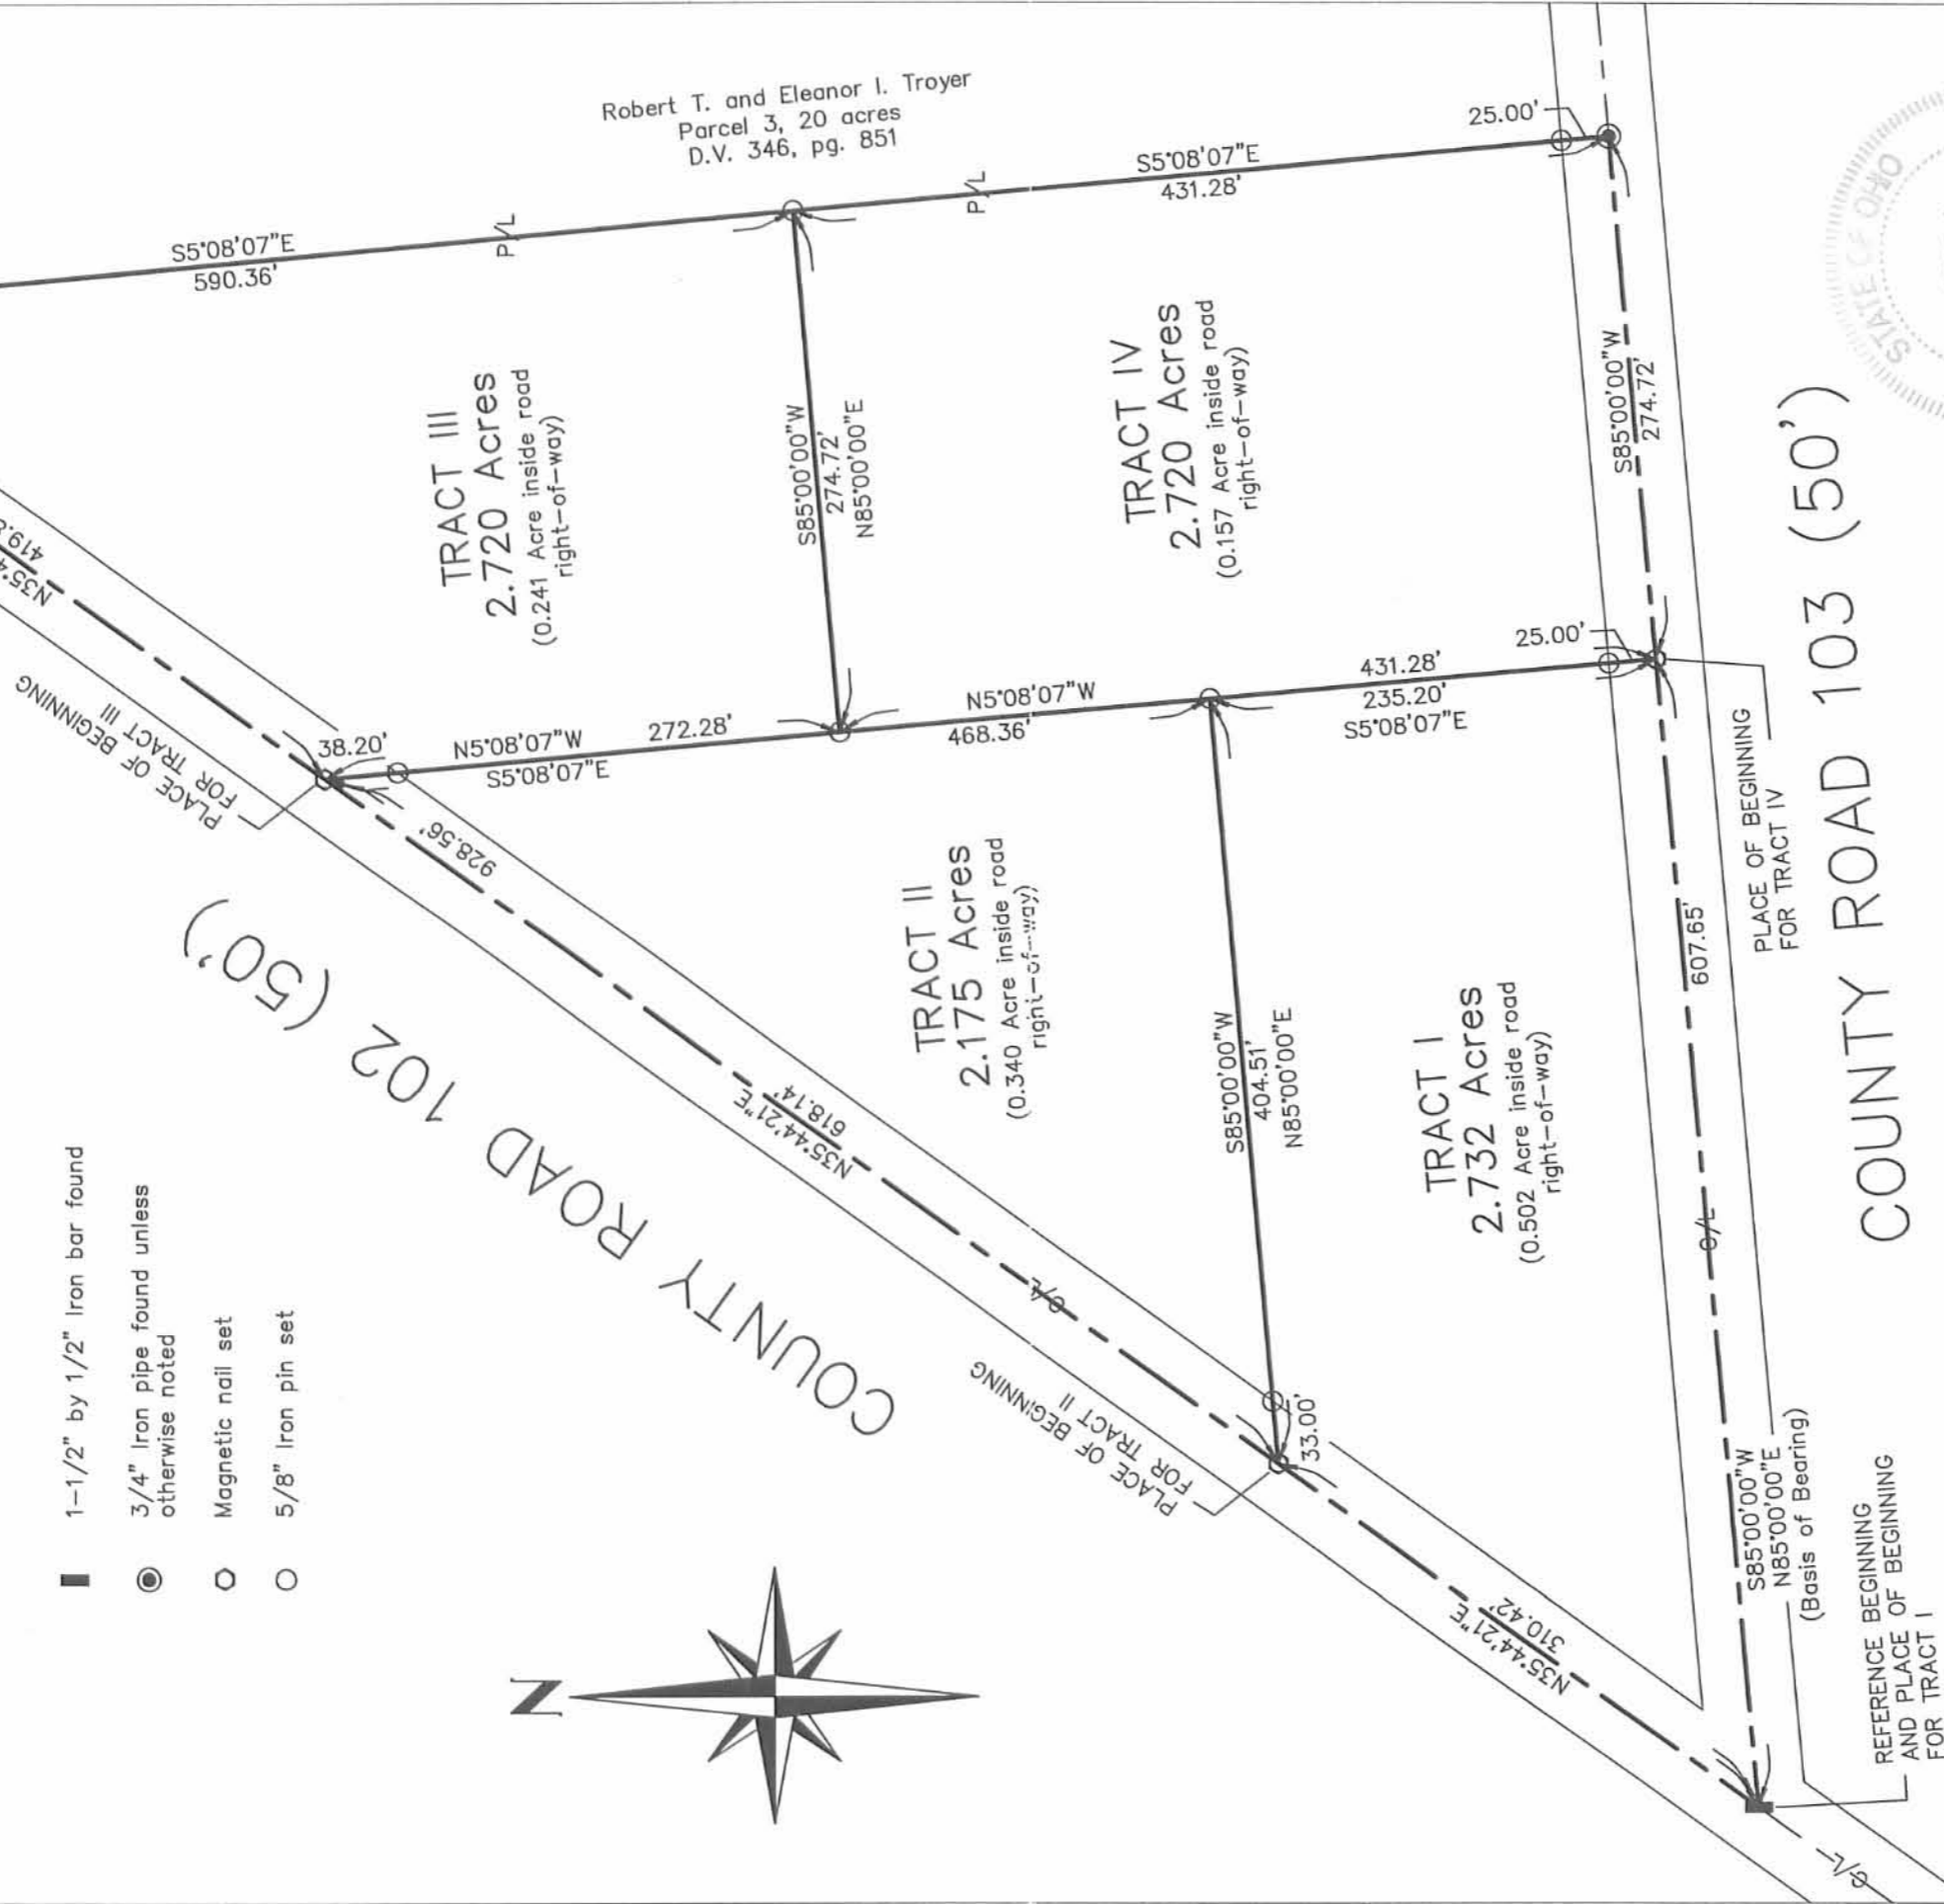 1-1/2" by 1/2" Iron bar found
3/4" Iron pipe found unless
otherwise noted
Magnetic nail set
5/8" Iron pin set
N
Robert T. and Eleanor I. Troyer
Parcel 3, 20 acres
D.V. 346, pg. 851
S5°08'07"E
590.36'
P/L
P/L
S5°08'07"E
431.28'
25.00'
TRACT III
2.720 Acres
(0.241 Acre inside road
right-of-way)
S85°00'00"W
274.72'
N85°00'00"E
TRACT IV
2.720 Acres
(0.157 Acre inside road
right-of-way)
S85°00'00"W
274.72'
PLACE OF BEGINNING
FOR TRACT III
38.20'
N5°08'07"W
272.28'
S5°08'07"E
N5°08'07"W
468.36'
431.28'
235.20'
S5°08'07"E
25.00'
928.56'
COUNTY ROAD 102 (50')
TRACT II
2.175 Acres
(0.340 Acre inside road
right-of-way)
N35°44'21"E
618.14'
C/L
S85°00'00"W
404.51'
N85°00'00"E
PLACE OF BEGINNING
FOR TRACT II
33.00'
TRACT I
2.732 Acres
(0.502 Acre inside road
right-of-way)
N35°44'21"E
310.42'
PLACE OF BEGINNING
FOR TRACT IV
607.65'
C/L
COUNTY ROAD 103 (50')
S85°00'00"W
N85°00'00"E
(Basis of Bearing)
REFERENCE BEGINNING
AND PLACE OF BEGINNING
FOR TRACT I
C/L
STATE OF OHIO